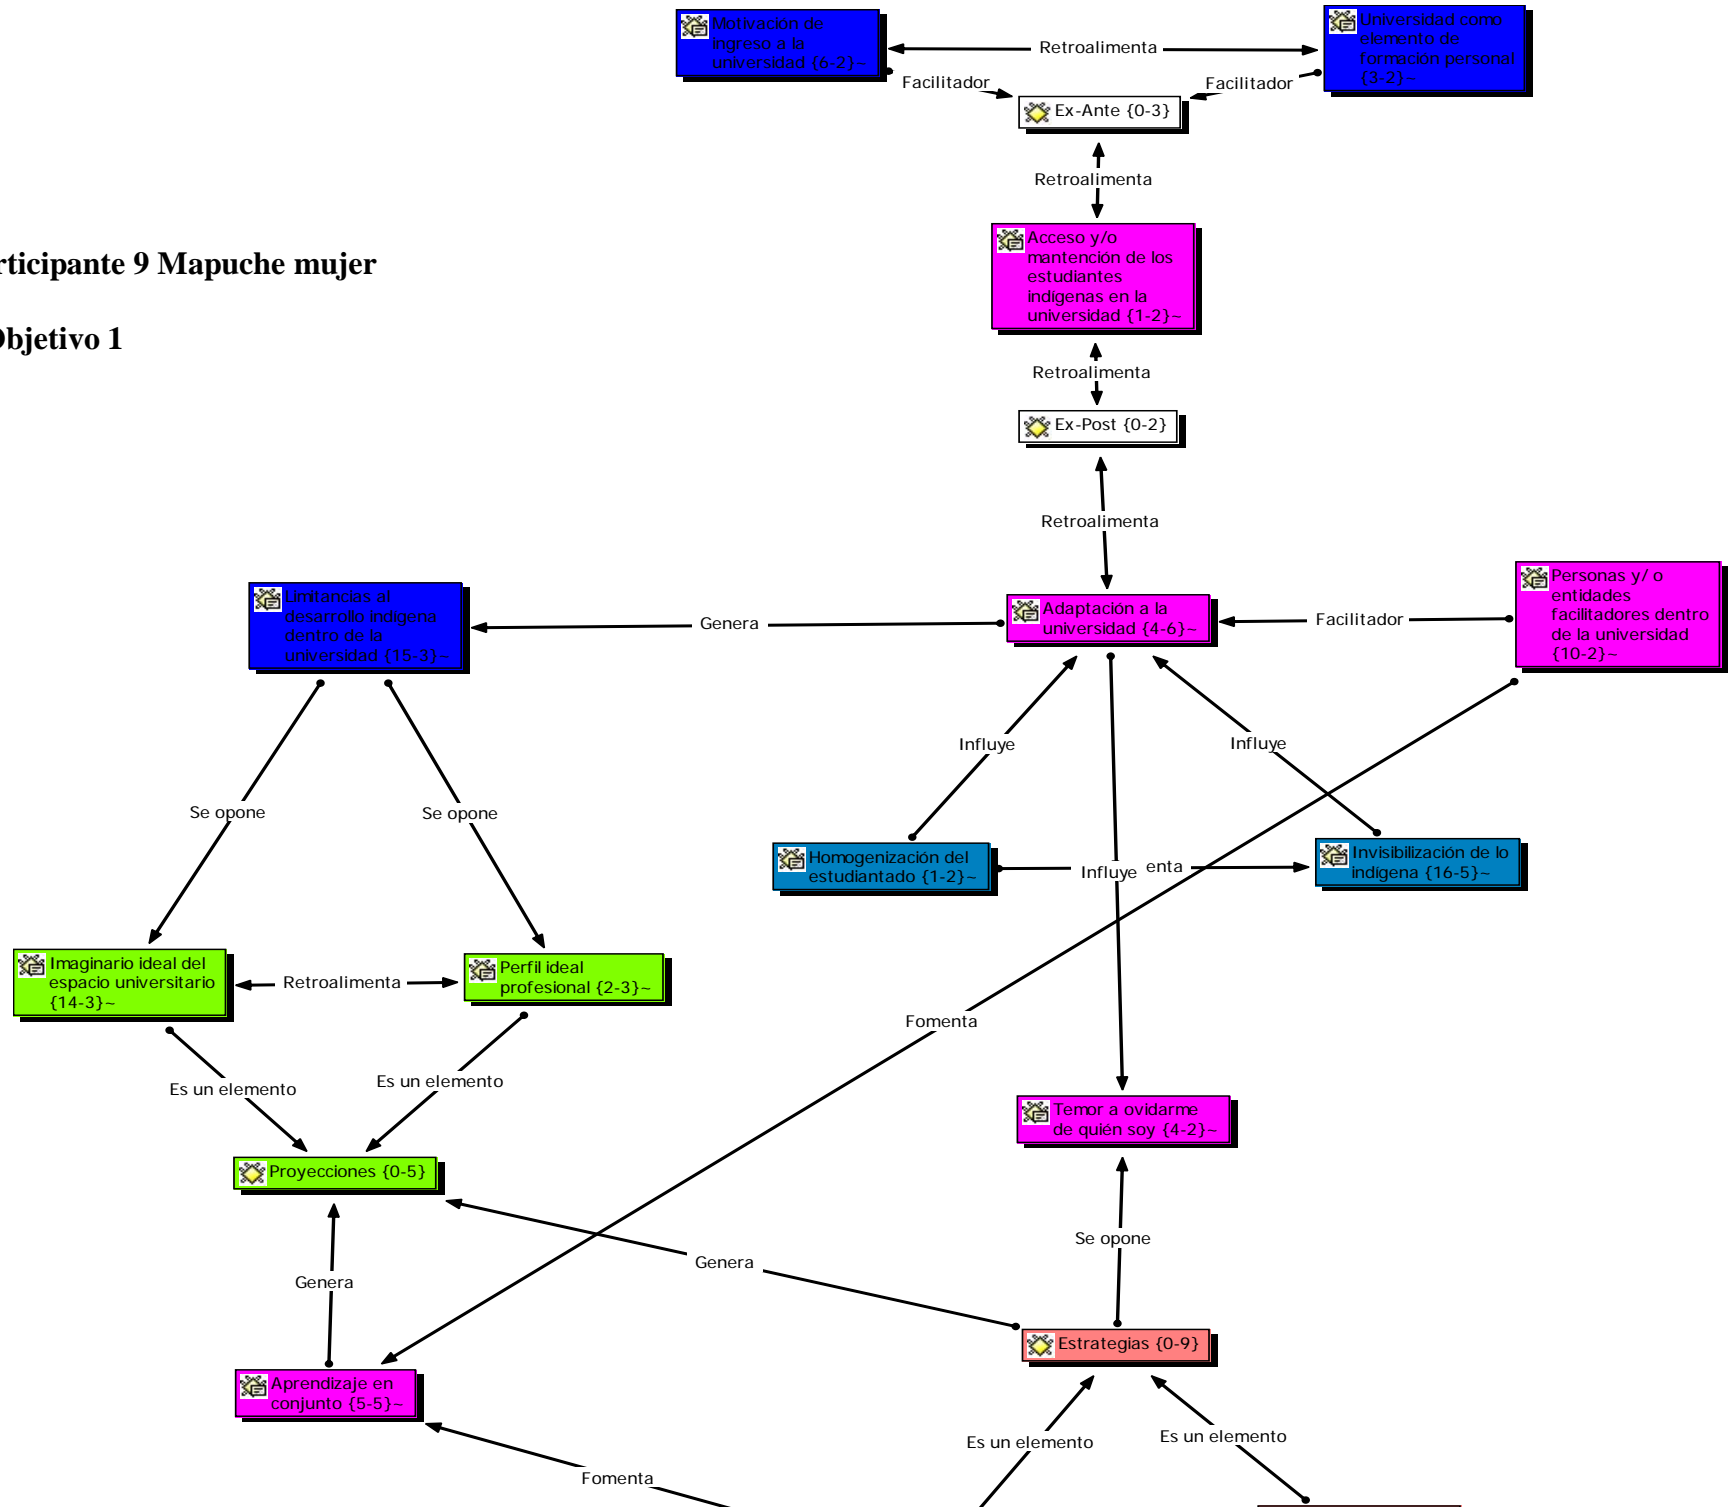 Motivación de
ingreso a la
universidad {6-2}~
Retroalimenta
Universidad como
elemento de
formación personal
{3-2}~
Facilitador
Facilitador
Ex-Ante {0-3}
Retroalimenta
Acceso y/o
mantención de los
estudiantes
indígenas en la
universidad {1-2}~
rticipante 9 Mapuche mujer
Objetivo 1
Retroalimenta
Ex-Post {0-2}
Retroalimenta
Limitancias al
desarrollo indígena
dentro de la
universidad {15-3}~
Genera
Adaptación a la
universidad {4-6}~
Facilitador
Personas y/ o
entidades
facilitadores dentro
de la universidad
{10-2}~
Influye
Influye
Se opone
Se opone
Homogenización del
estudiantado {1-2}~
Influye
enta
Invisibilización de lo
indígena {16-5}~
Imaginario ideal del
espacio universitario
{14-3}~
Retroalimenta
Perfil ideal
profesional {2-3}~
Fomenta
Es un elemento
Es un elemento
Temor a ovidarme
de quién soy {4-2}~
Proyecciones {0-5}
Se opone
Genera
Genera
Estrategias {0-9}
Aprendizaje en
conjunto {5-5}~
Es un elemento
Es un elemento
Fomenta